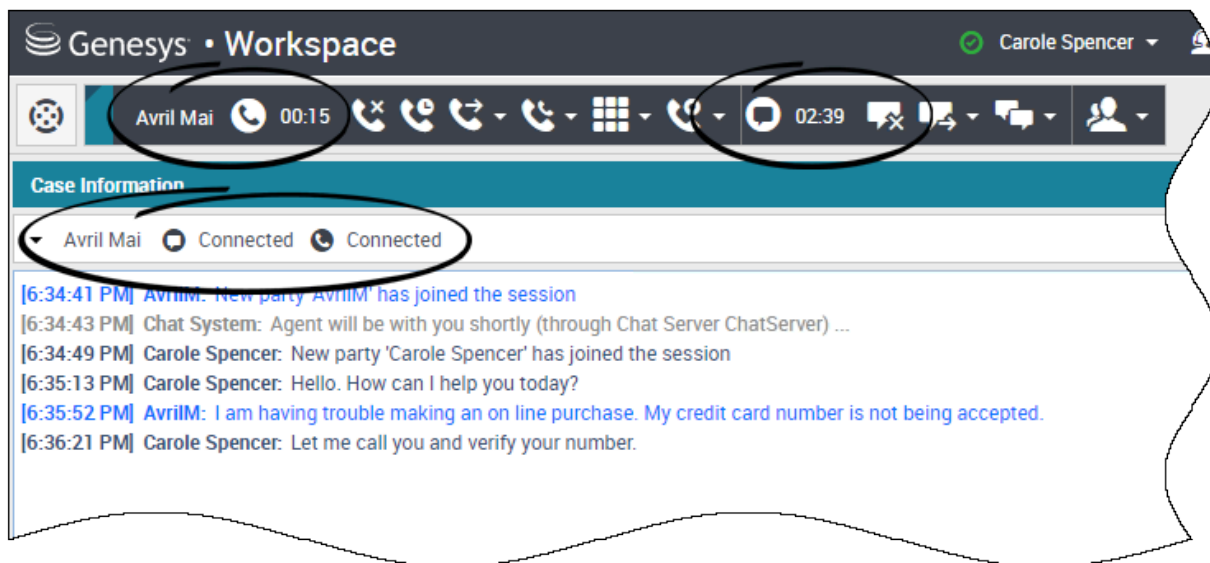 Genesys • Workspace
Carole Spencer
Avril Mai 00:15 02:39
Case Information
Avril Mai Connected Connected
[6:34:41 PM] AvrilM: New party 'AvrilM' has joined the session
[6:34:43 PM] Chat System: Agent will be with you shortly (through Chat Server ChatServer) ...
[6:34:49 PM] Carole Spencer: New party 'Carole Spencer' has joined the session
[6:35:13 PM] Carole Spencer: Hello. How can I help you today?
[6:35:52 PM] AvrilM: I am having trouble making an on line purchase. My credit card number is not being accepted.
[6:36:21 PM] Carole Spencer: Let me call you and verify your number.